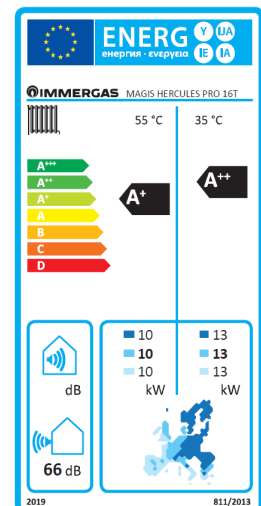 ENERG Y IJA
енергия · ενεργεια IE IA
IMMERGAS MAGIS HERCULES PRO 16T
55 °C 35 °C
A+++
A++
A+
A
B
C
D
A+ A++
10 13
10 13
10 13
dB kW kW
66 dB
2019 811/2013